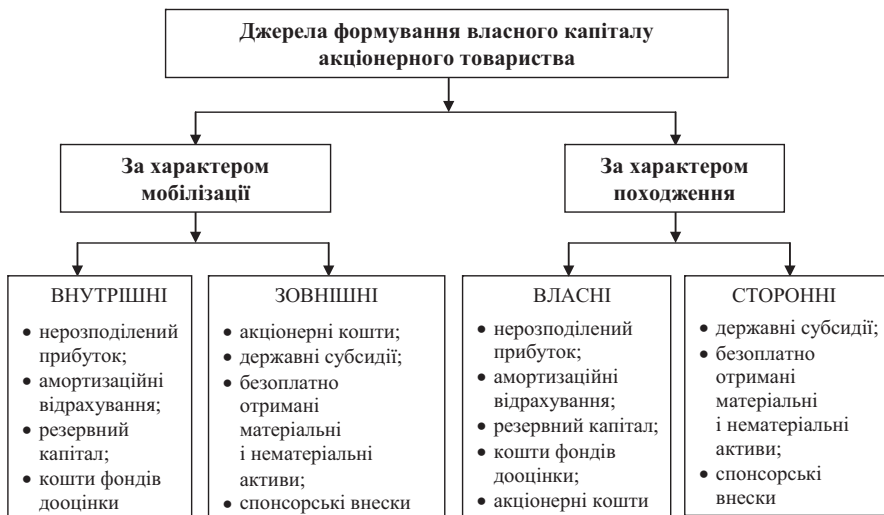 Джерела формування власного капіталу
акціонерного товариства
За характером
мобілізації
За характером
походження
ВНУТРІШНІ
• нерозподілений
прибуток;
• амортизаційні
відрахування;
• резервний
капітал;
• кошти фондів
дооцінки
ЗОВНІШНІ
• акціонерні кошти;
• державні субсидії;
• безоплатно
отримані
матеріальні
і нематеріальні
активи;
• спонсорські внески
ВЛАСНІ
• нерозподілений
прибуток;
• амортизаційні
відрахування;
• резервний капітал;
• кошти фондів
дооцінки;
• акціонерні кошти
СТОРОННІ
• державні субсидії;
• безоплатно
отримані
матеріальні
і нематеріальні
активи;
• спонсорські
внески